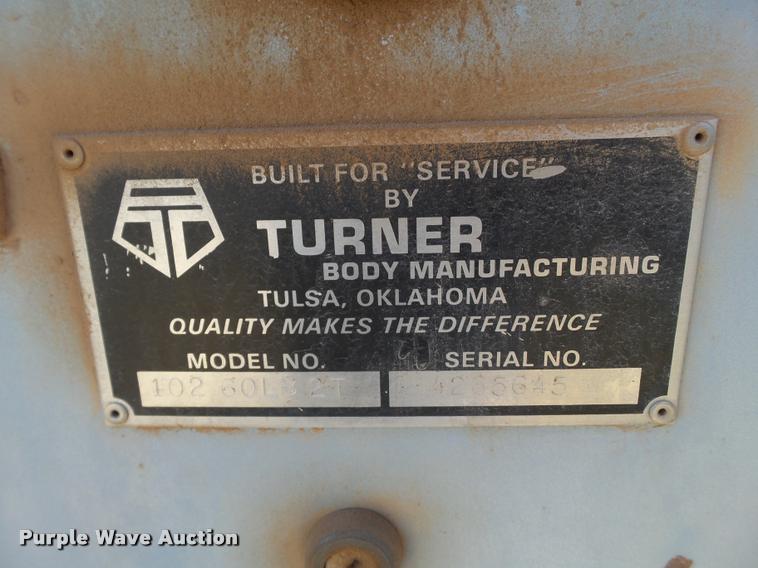 BUILT FOR "SERVICE"
BY
TURNER
BODY MANUFACTURING
TULSA, OKLAHOMA
QUALITY MAKES THE DIFFERENCE
MODEL NO. SERIAL NO.
102
Purple Wave Auction